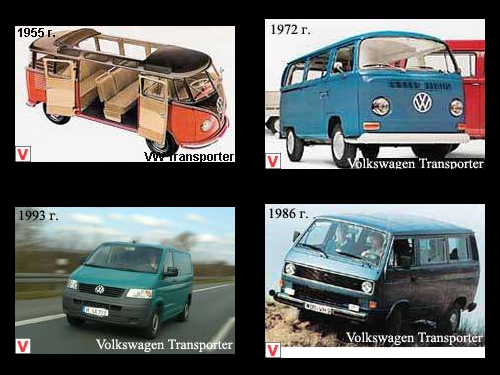 1955 г.
VW Transporter
V
1972 г.
Volkswagen Transporter
V
1993 г.
Volkswagen Transporter
V
1986 г.
Volkswagen Transporter
V